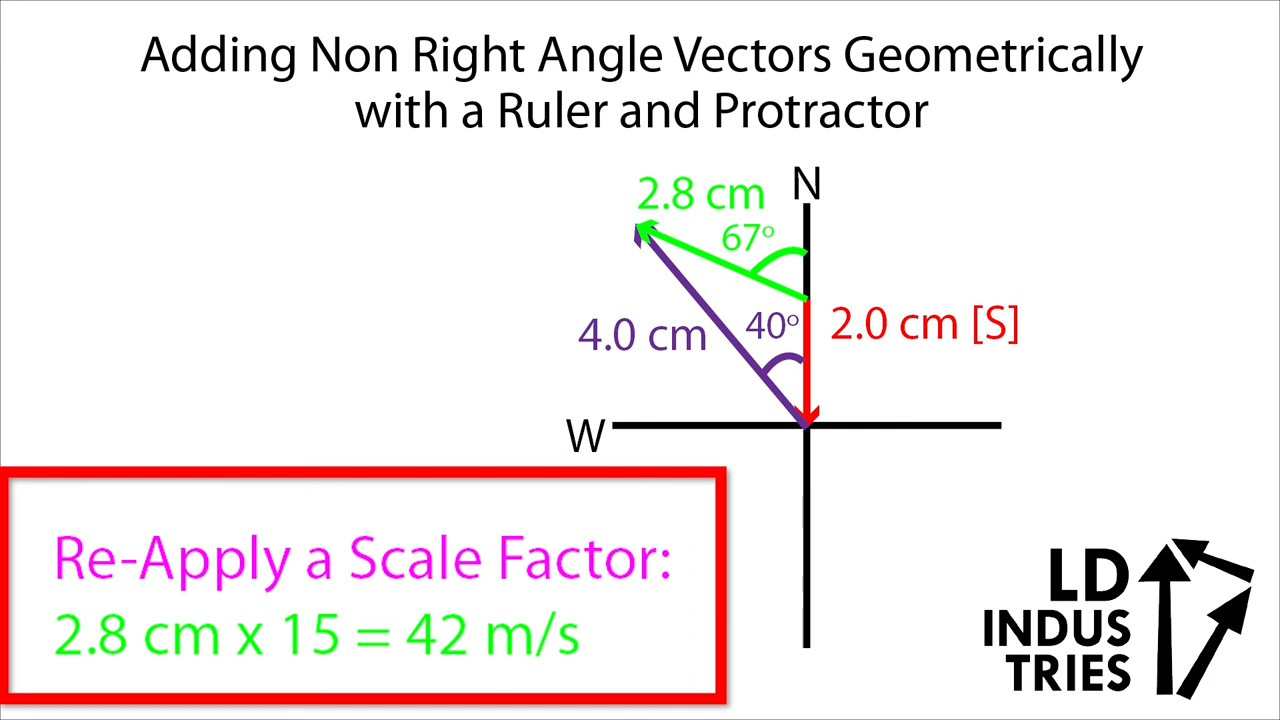 Adding Non Right Angle Vectors Geometrically
with a Ruler and Protractor
N
2.8 cm
67°
40°
2.0 cm [S]
4.0 cm
W
Re-Apply a Scale Factor:
2.8 cm x 15 = 42 m/s
LD
INDUS
TRIES